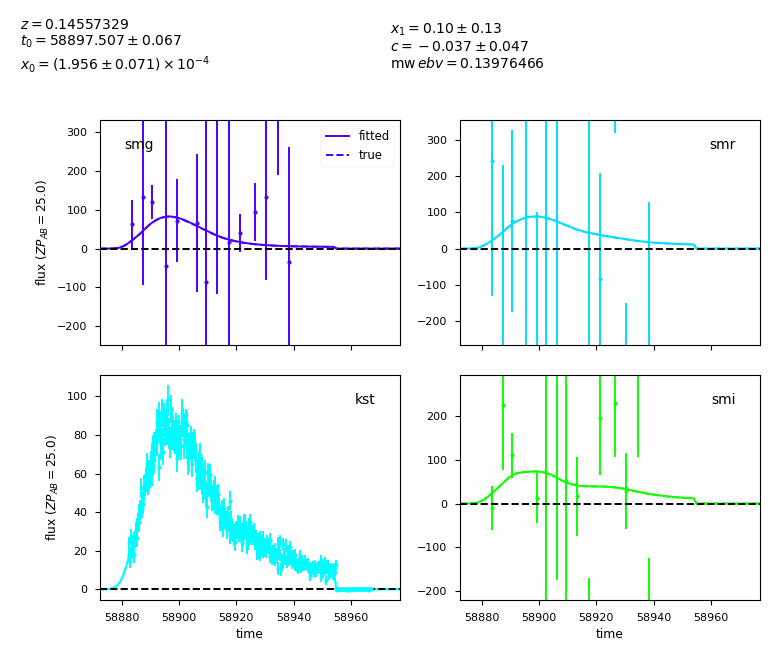 z = 0.14557329
t₀ = 58897.507 ± 0.067
x₀ = (1.956 ± 0.071) × 10⁻⁴
x₁ = 0.10 ± 0.13
c = −0.037 ± 0.047
mw ebv = 0.13976466
smg
fitted
true
300
200
100
0
−100
−200
flux (ZP_AB = 25.0)
smr
300
200
100
0
−100
−200
kst
100
80
60
40
20
0
flux (ZP_AB = 25.0)
58880 58900 58920 58940 58960
time
smi
200
100
0
−100
−200
58880 58900 58920 58940 58960
time